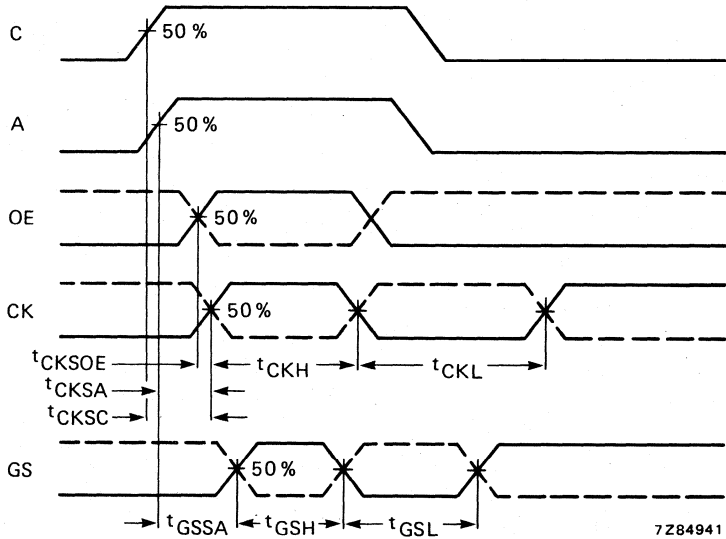 C
50%
A
50%
OE
50%
CK
50%
tCKSOE
tCKH
tCKL
tCKSA
tCKSC
GS
50%
tGSSA
tGSH
tGSL
7Z84941